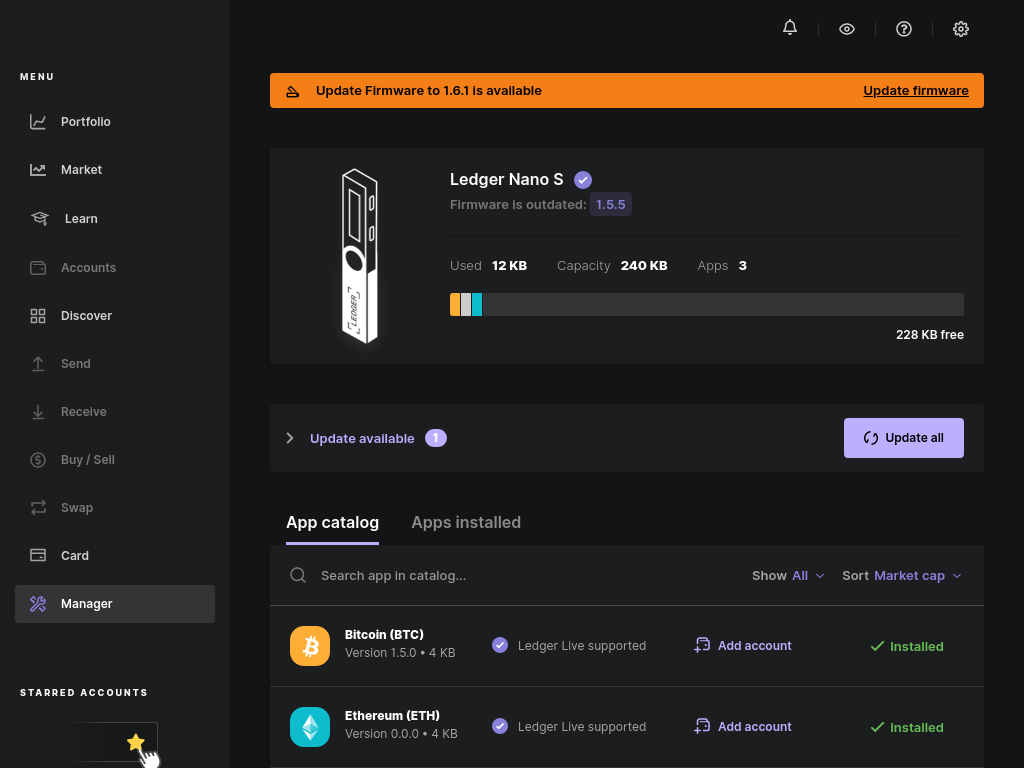 MENU
Portfolio
Market
Learn
Accounts
Discover
Send
Receive
Buy / Sell
Swap
Card
Manager
STARRED ACCOUNTS
Update Firmware to 1.6.1 is available
Update firmware
LEDGER
Ledger Nano S
Firmware is outdated: 1.5.5
Used 12 KB Capacity 240 KB Apps 3
228 KB free
Update available 1
Update all
App catalog Apps installed
Search app in catalog...
Show All Sort Market cap
Bitcoin (BTC)
Version 1.5.0 • 4 KB
Ledger Live supported
Add account
Installed
Ethereum (ETH)
Version 0.0.0 • 4 KB
Ledger Live supported
Add account
Installed